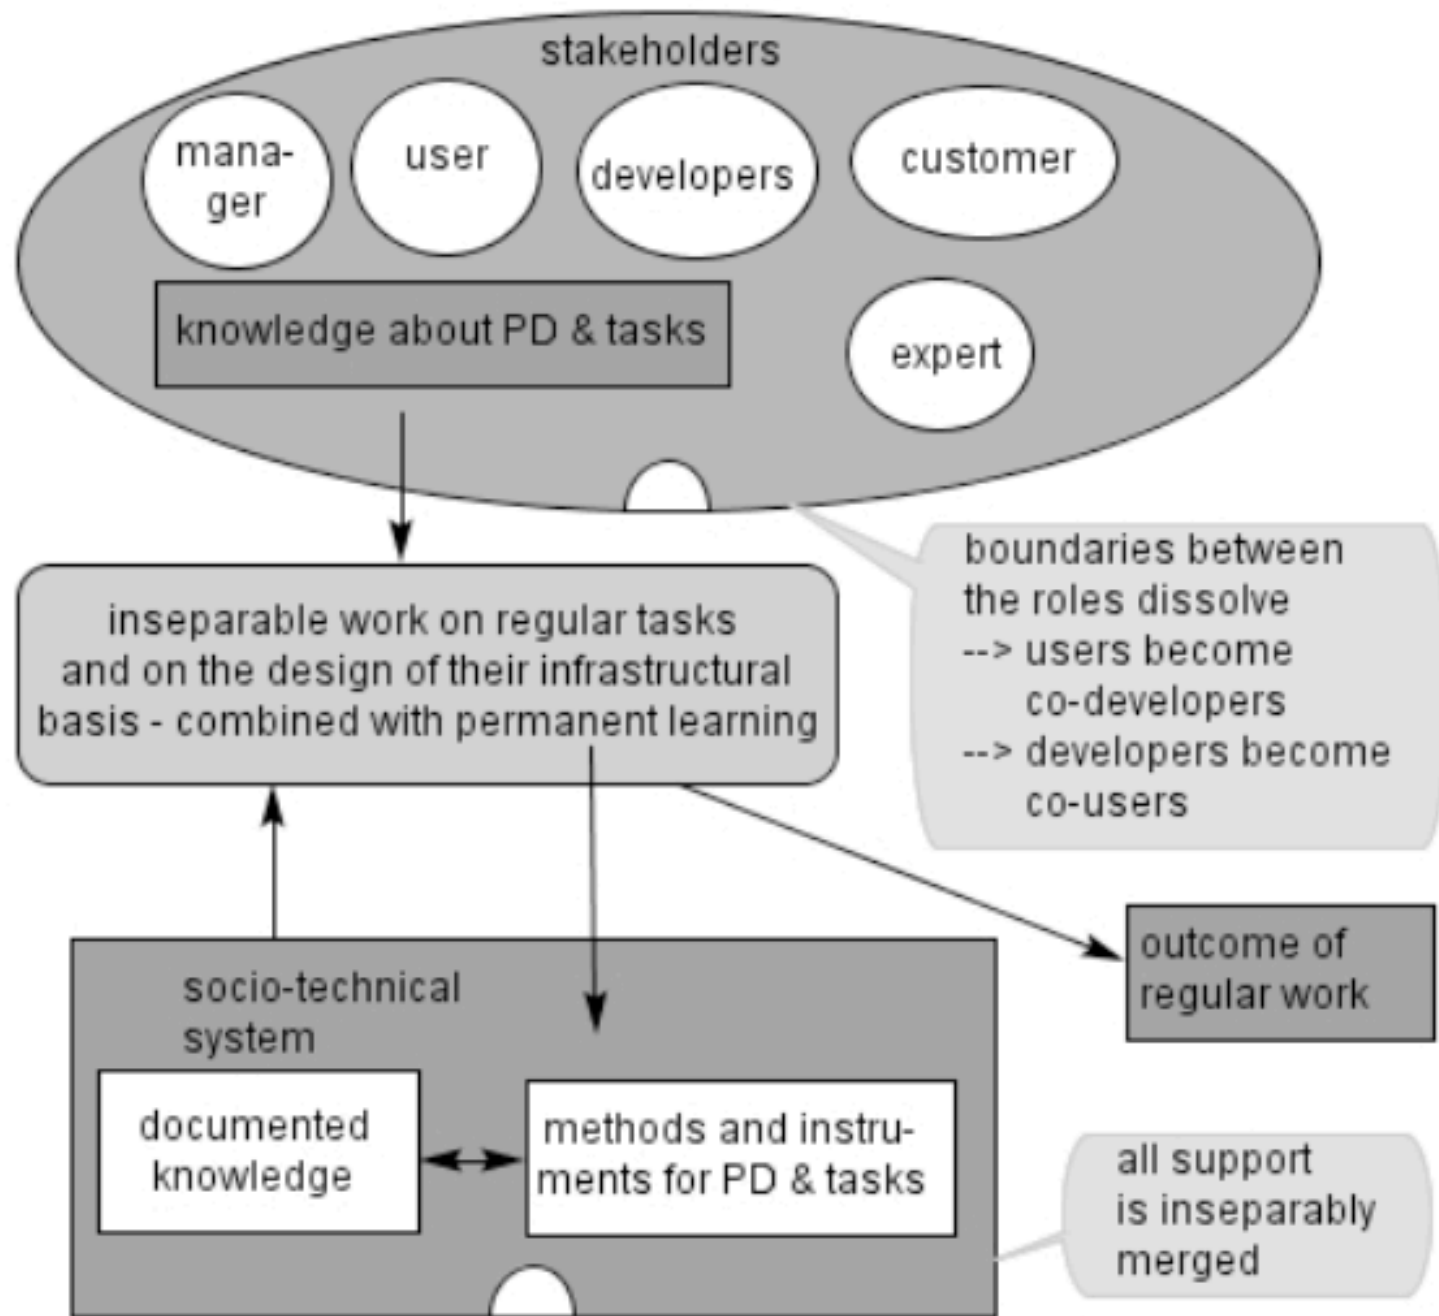 stakeholders
mana-
ger
user
developers
customer
knowledge about PD & tasks
expert
boundaries between
the roles dissolve
--> users become
co-developers
--> developers become
co-users
inseparable work on regular tasks
and on the design of their infrastructural
basis - combined with permanent learning
outcome of
regular work
socio-technical
system
documented
knowledge
methods and instru-
ments for PD & tasks
all support
is inseparably
merged